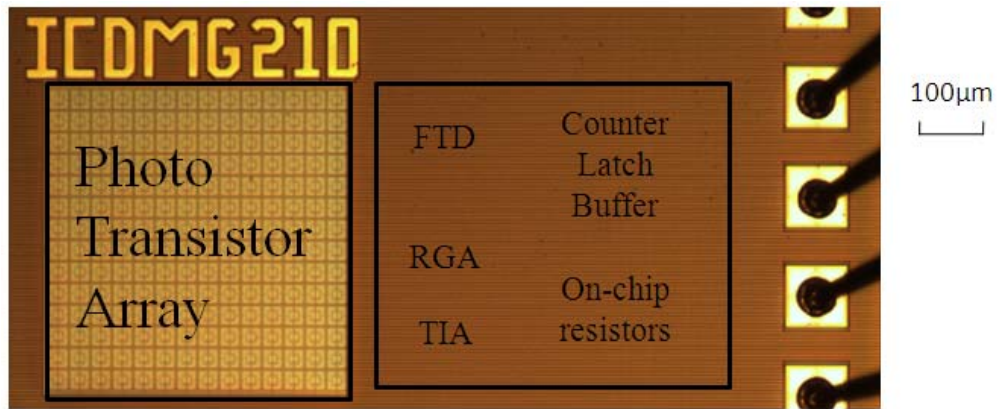 ICDMG210
Photo
Transistor
Array
FTD
RGA
TIA
Counter
Latch
Buffer
On-chip
resistors
100μm